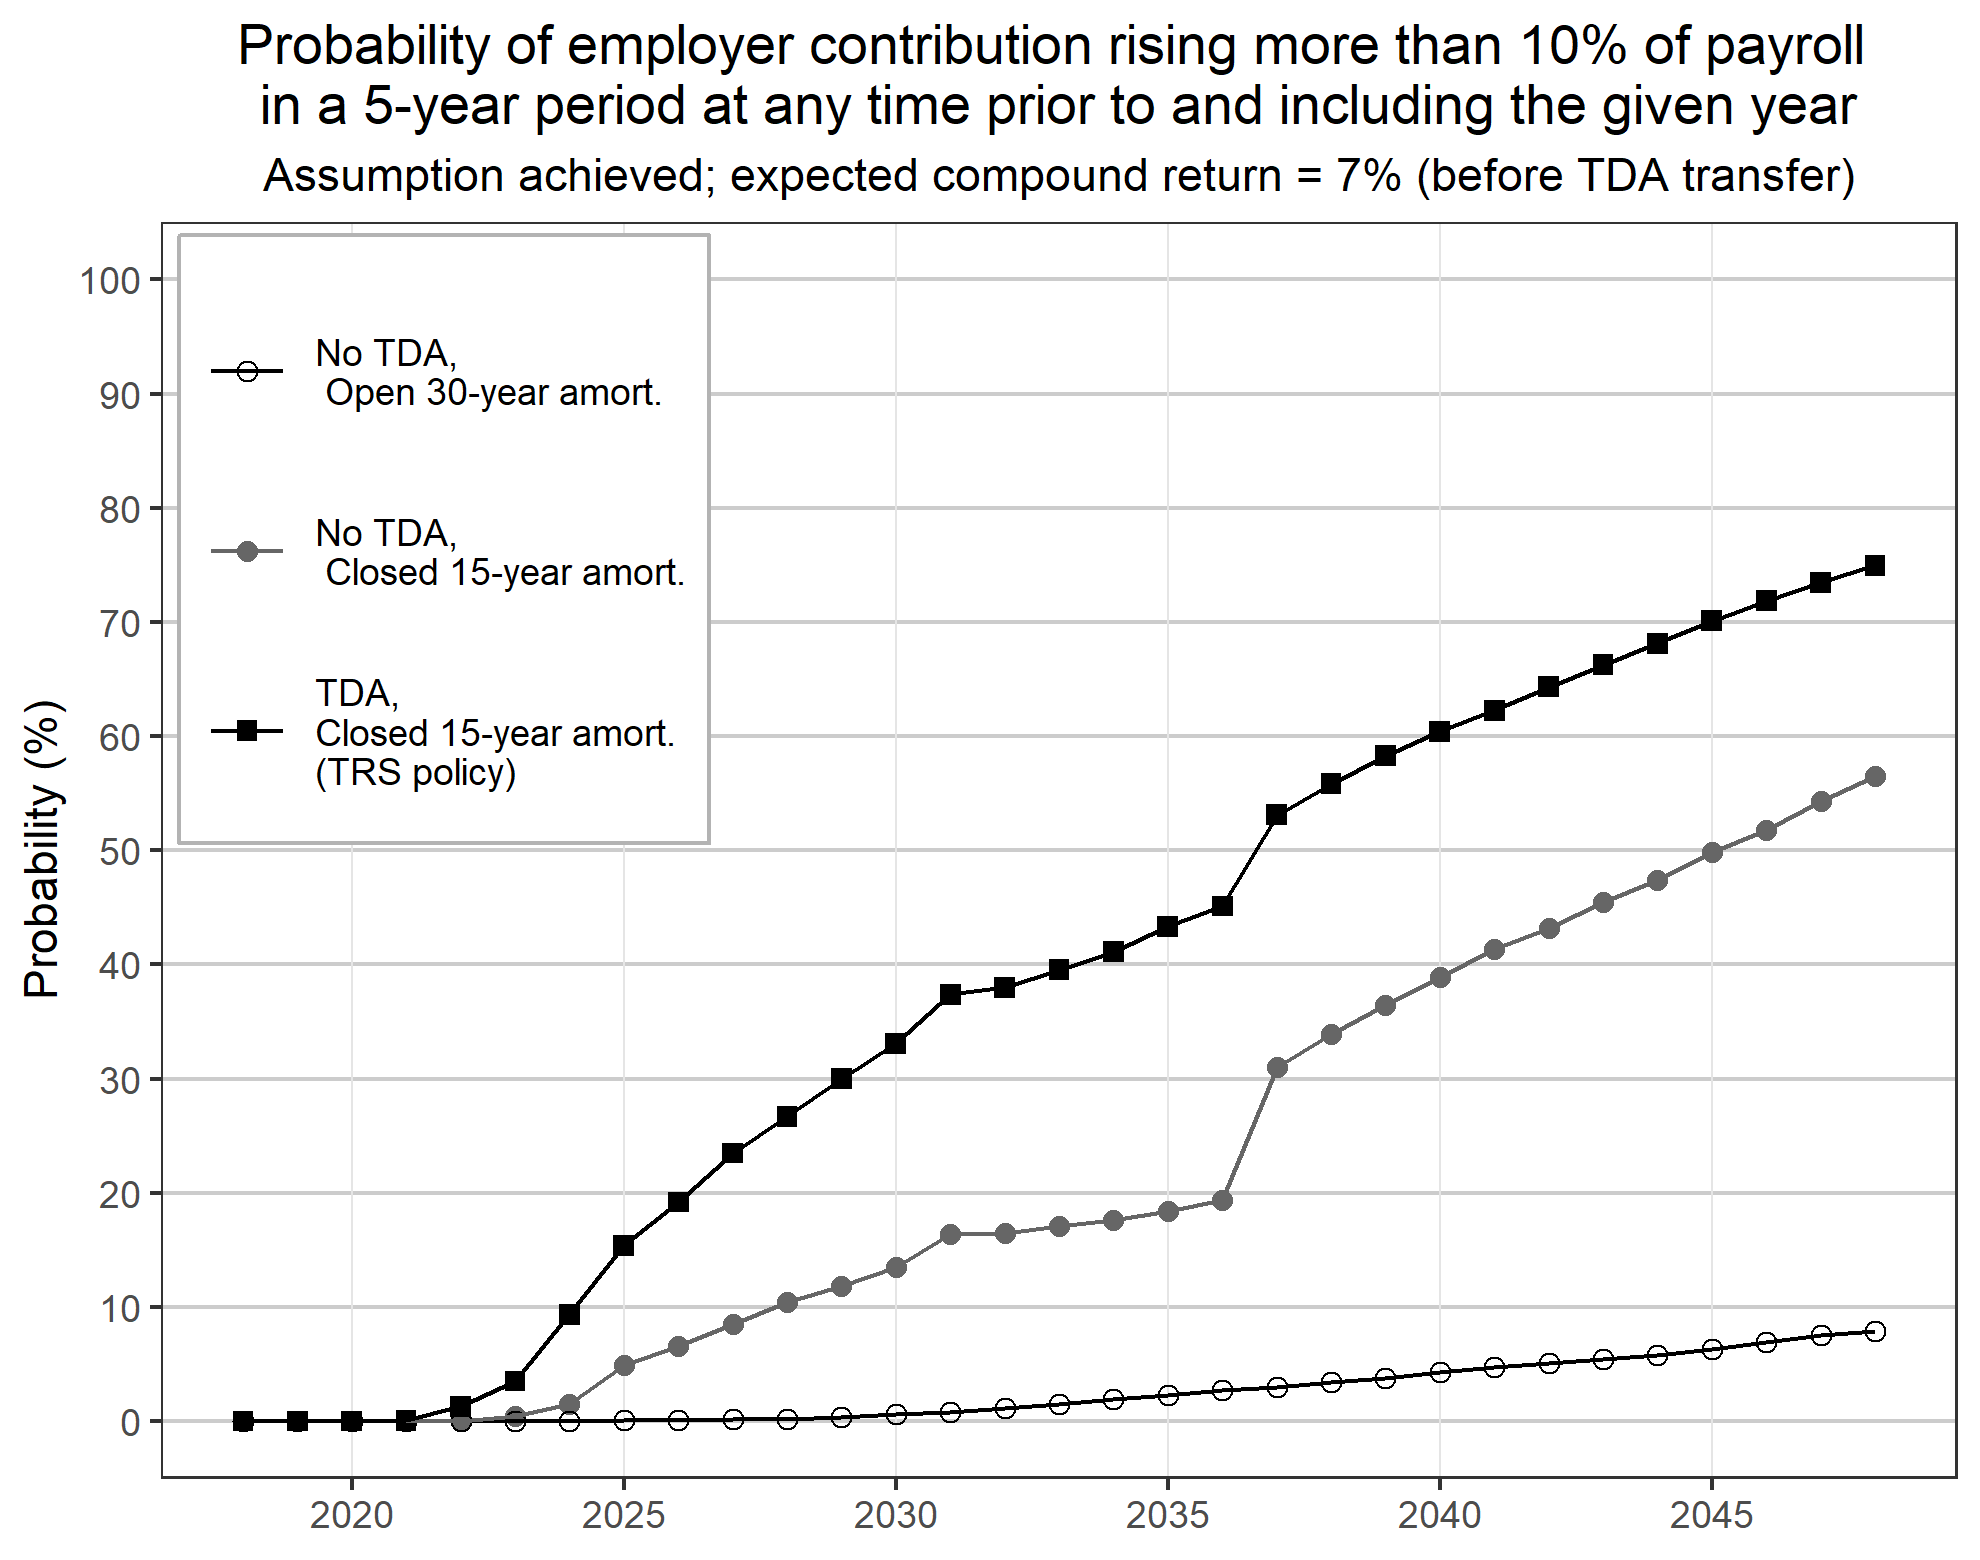 Probability of employer contribution rising more than 10% of payroll
in a 5-year period at any time prior to and including the given year
Assumption achieved; expected compound return = 7% (before TDA transfer)
No TDA,
Open 30-year amort.
No TDA,
Closed 15-year amort.
TDA,
Closed 15-year amort.
(TRS policy)
Probability (%)
100
90
80
70
60
50
40
30
20
10
0
2020
2025
2030
2035
2040
2045